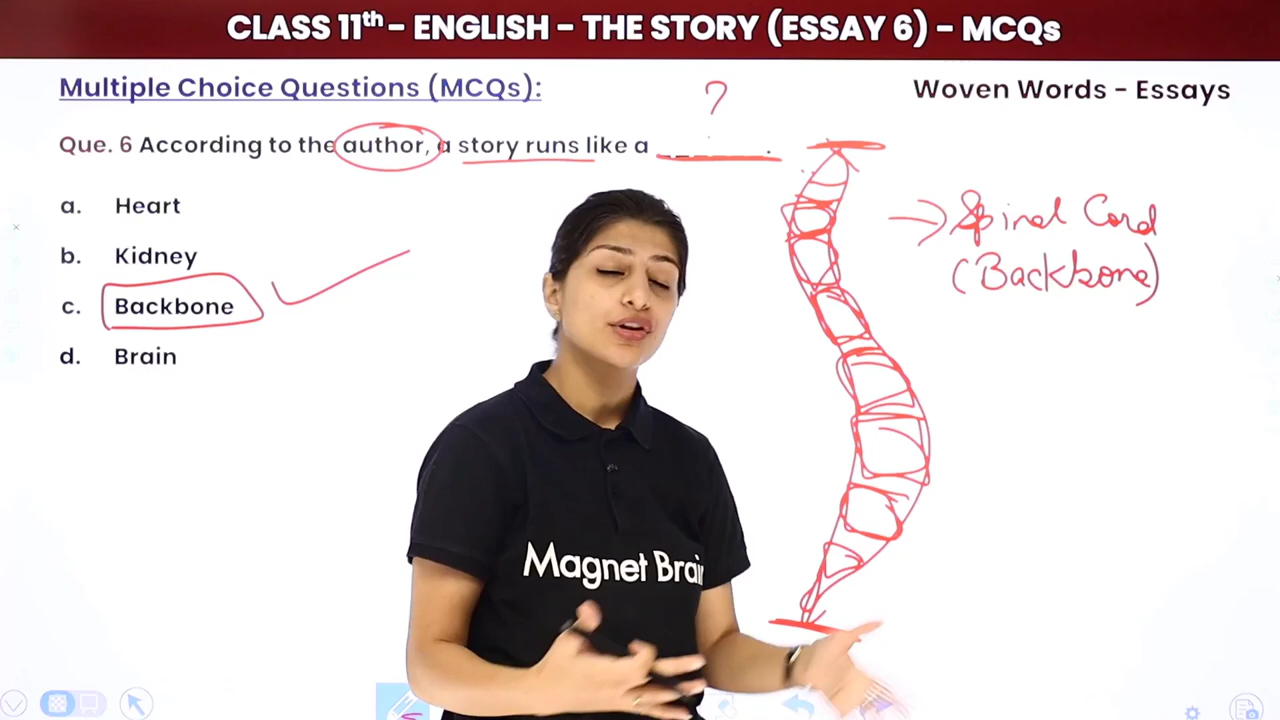 CLASS 11th - ENGLISH - THE STORY (ESSAY 6) - MCQs
Multiple Choice Questions (MCQs):
Woven Words - Essays
?
Que. 6 According to the author, a story runs like a
a. Heart
b. Kidney
c. Backbone
d. Brain
→ Spinal Cord
(Backbone)
Magnet Brain